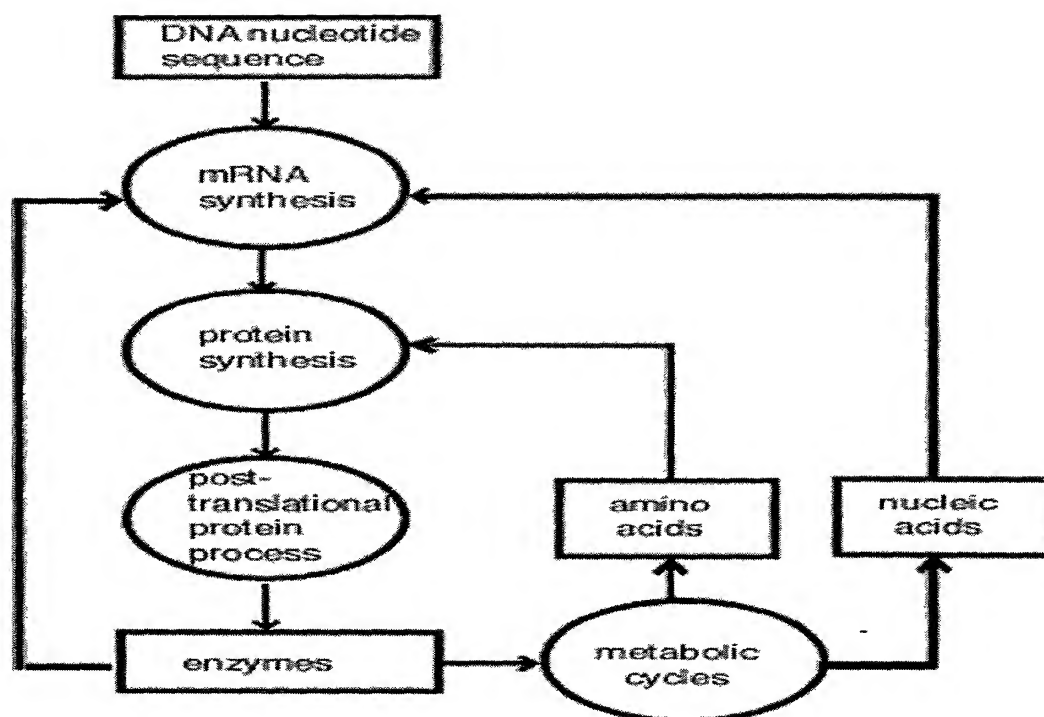 DNA nucleotide
sequence
mRNA
synthesis
protein
synthesis
post-
translational
protein
process
amino
acids
nucleic
acids
enzymes
metabolic
cycles